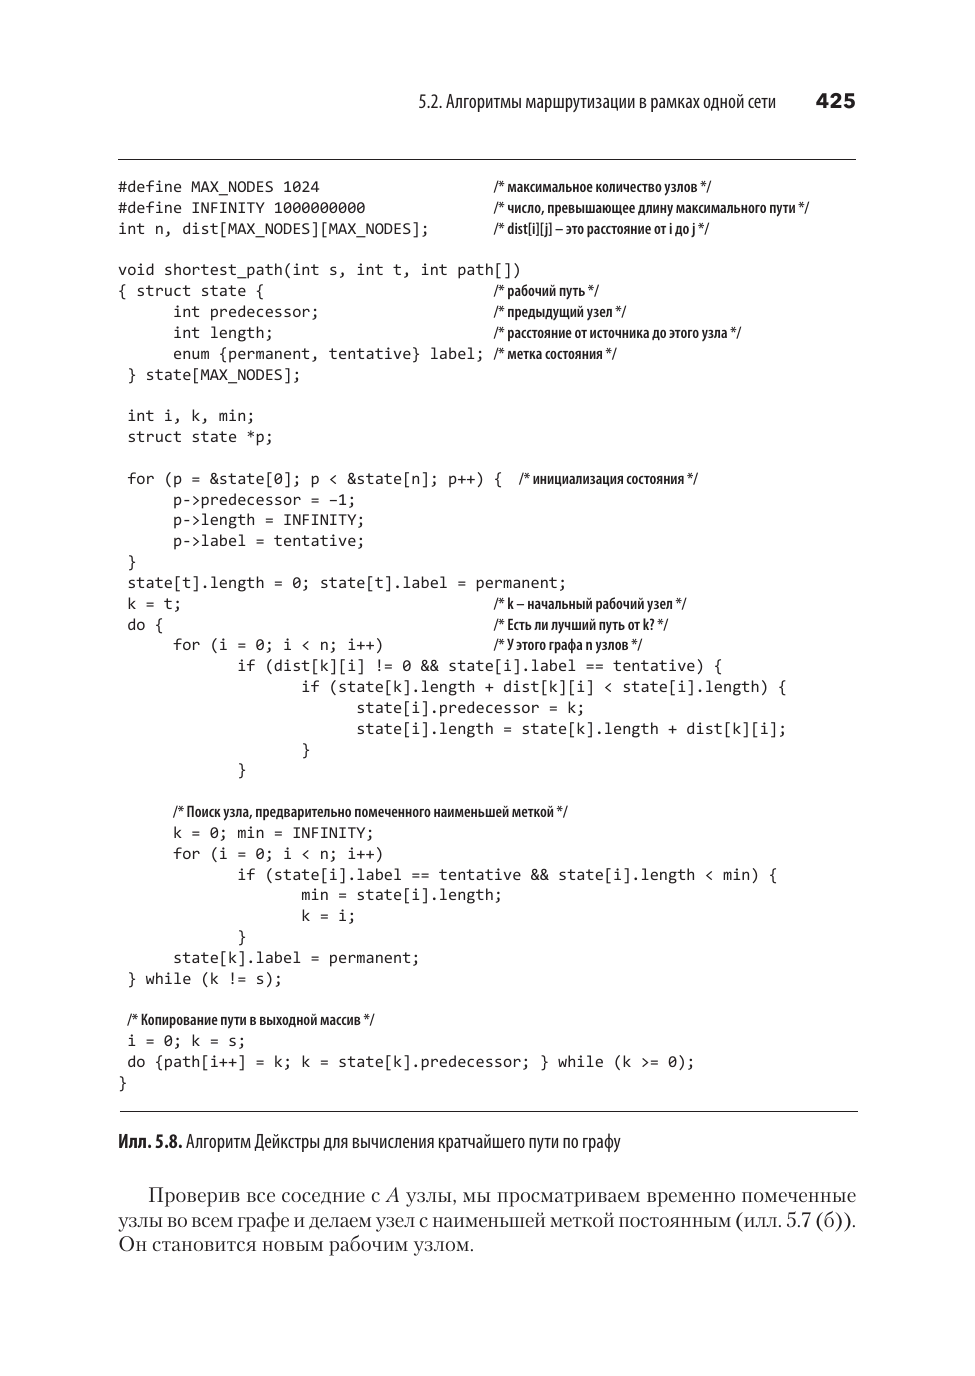 5.2. Алгоритмы маршрутизации в рамках одной сети 425
#define MAX_NODES 1024 /* максимальное количество узлов */
#define INFINITY 1000000000 /* число, превышающее длину максимального пути */
int n, dist[MAX_NODES][MAX_NODES]; /* dist[i][j] – это расстояние от i до j */
void shortest_path(int s, int t, int path[])
{ struct state { /* рабочий путь */
int predecessor; /* предыдущий узел */
int length; /* расстояние от источника до этого узла */
enum {permanent, tentative} label; /* метка состояния */
} state[MAX_NODES];
int i, k, min;
struct state *p;
for (p = &state[0]; p < &state[n]; p++) { /* инициализация состояния */
p->predecessor = –1;
p->length = INFINITY;
p->label = tentative;
}
state[t].length = 0; state[t].label = permanent;
k = t; /* k – начальный рабочий узел */
do { /* Есть ли лучший путь от k? */
for (i = 0; i < n; i++) /* У этого графа n узлов */
if (dist[k][i] != 0 && state[i].label == tentative) {
if (state[k].length + dist[k][i] < state[i].length) {
state[i].predecessor = k;
state[i].length = state[k].length + dist[k][i];
}
}
/* Поиск узла, предварительно помеченного наименьшей меткой */
k = 0; min = INFINITY;
for (i = 0; i < n; i++)
if (state[i].label == tentative && state[i].length < min) {
min = state[i].length;
k = i;
}
state[k].label = permanent;
} while (k != s);
/* Копирование пути в выходной массив */
i = 0; k = s;
do {path[i++] = k; k = state[k].predecessor; } while (k >= 0);
}
Илл. 5.8. Алгоритм Дейкстры для вычисления кратчайшего пути по графу
Проверив все соседние с A узлы, мы просматриваем временно помеченные
узлы во всем графе и делаем узел с наименьшей меткой постоянным (илл. 5.7 (б)).
Он становится новым рабочим узлом.